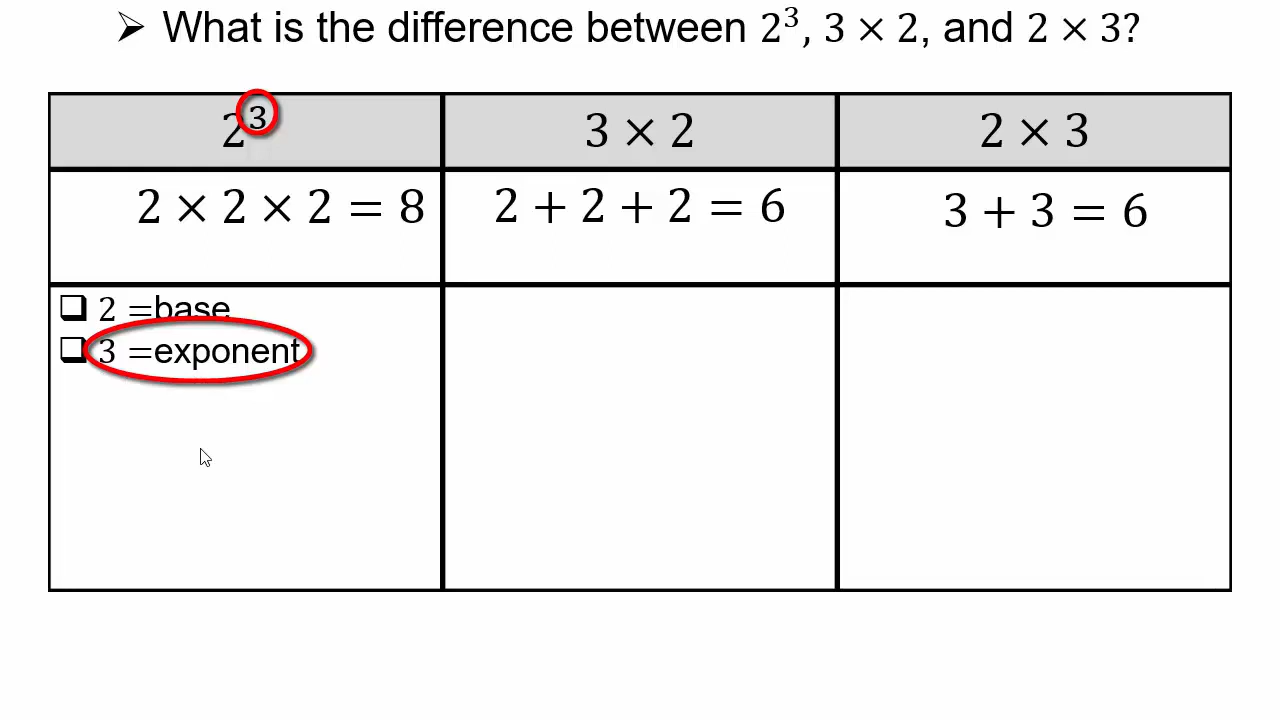 ➢ What is the difference between 2³, 3 × 2, and 2 × 3?
2³
3 × 2
2 × 3
2 × 2 × 2 = 8
2 + 2 + 2 = 6
3 + 3 = 6
❑ 2 =base
❑ 3 =exponent